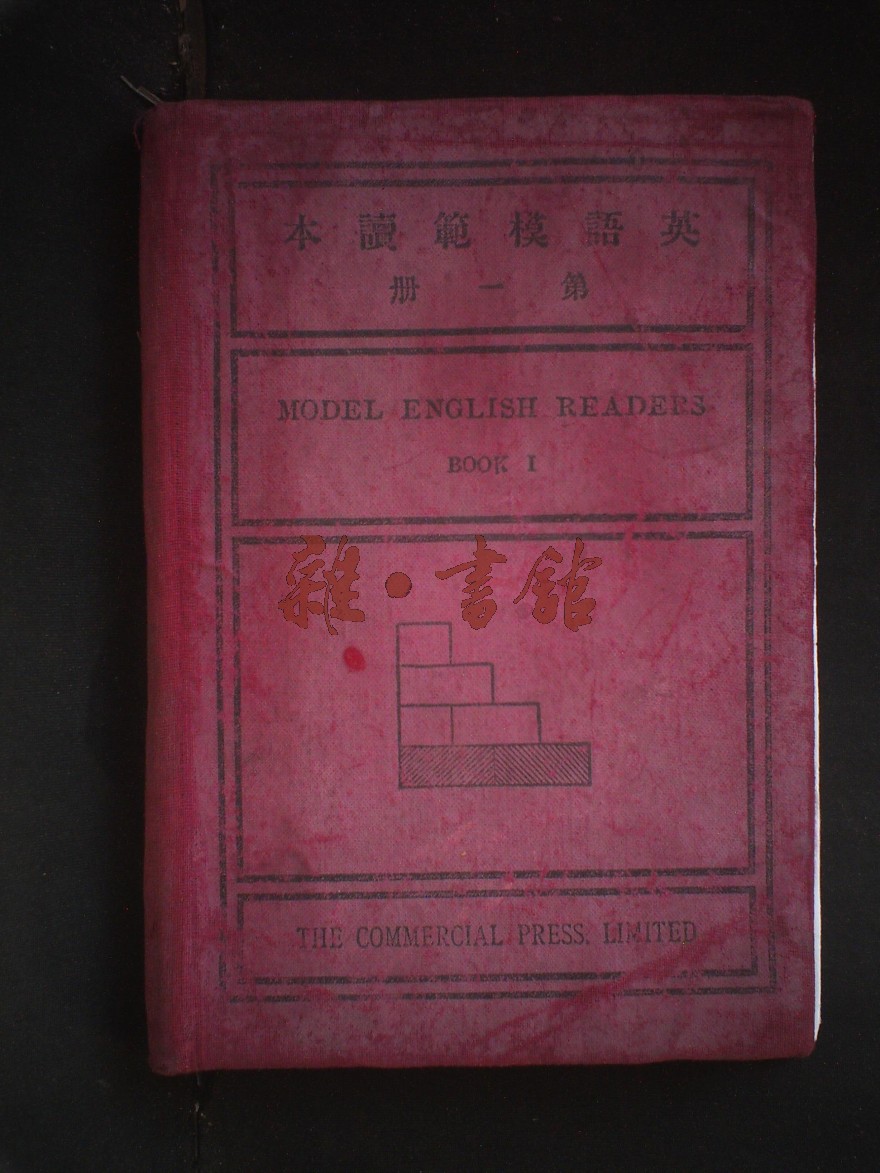 英語模範讀本
第一册
MODEL ENGLISH READERS
BOOK I
雜·書館
THE COMMERCIAL PRESS, LIMITED